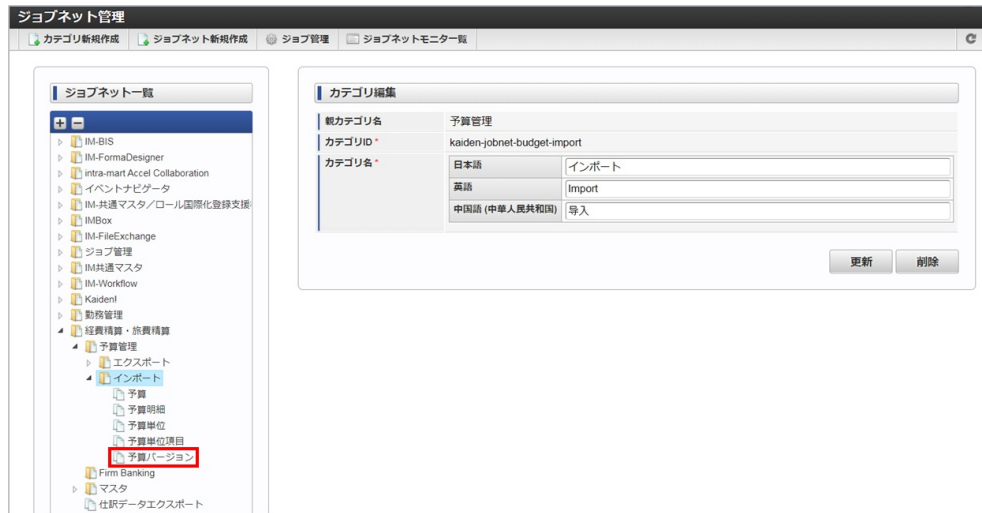 ジョブネット管理
カテゴリ新規作成 ジョブネット新規作成 ジョブ管理 ジョブネットモニタ一覧
ジョブネット一覧
IM-BIS
IM-FormaDesigner
intra-mart Accel Collaboration
イベントナビゲータ
IM-共通マスタ／ロール国際化登録支援
IMBox
IM-FileExchange
ジョブ管理
IM共通マスタ
IM-Workflow
Kaiden!
勤務管理
経費精算・旅費精算
予算管理
エクスポート
インポート
予算
予算明細
予算単位
予算単位項目
予算バージョン
Firm Banking
マスタ
仕訳データエクスポート
カテゴリ編集
親カテゴリ名 予算管理
カテゴリID * kaiden-jobnet-budget-import
カテゴリ名 * 日本語 インポート
英語 Import
中国語 (中華人民共和国) 导入
更新 削除